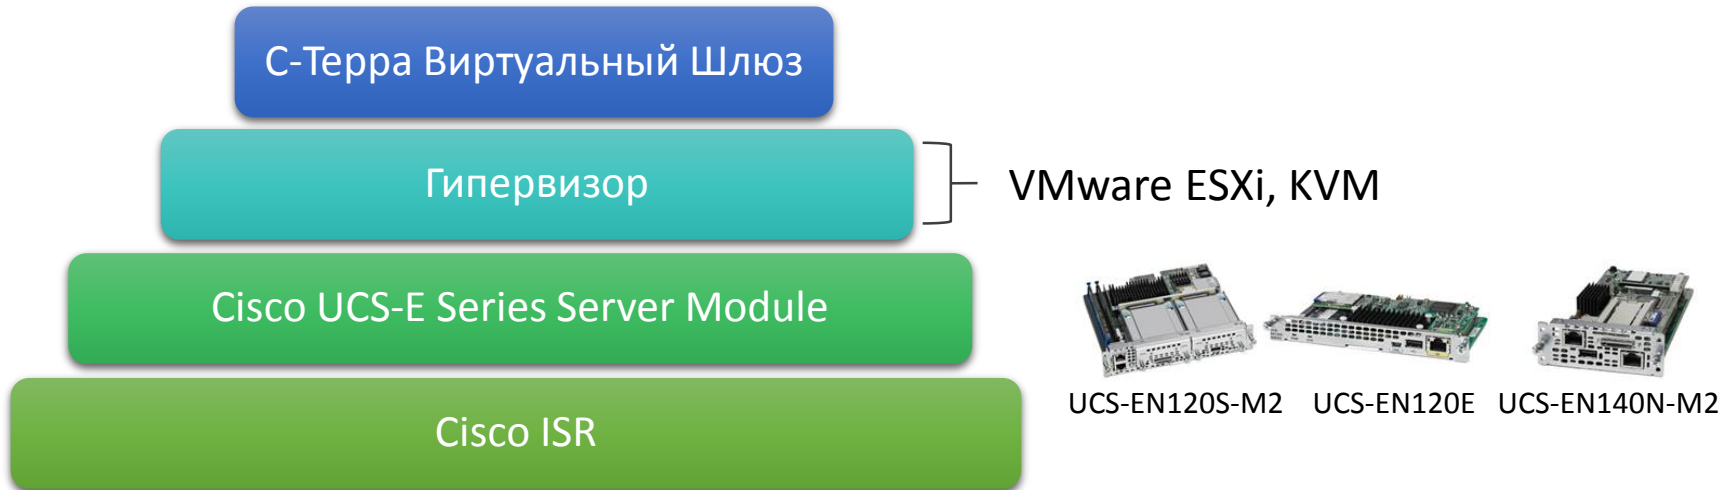 С-Терра Виртуальный Шлюз
Гипервизор
VMware ESXi, KVM
Cisco UCS-E Series Server Module
UCS-EN120S-M2
UCS-EN120E
UCS-EN140N-M2
Cisco ISR